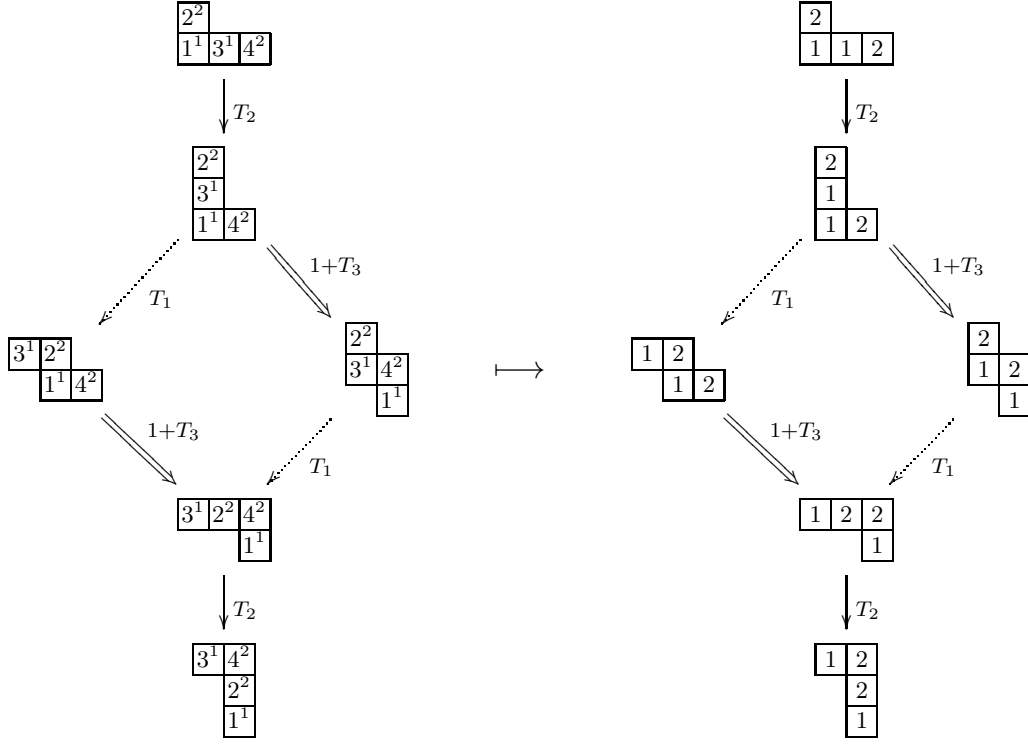 2² 2
1¹ 3¹ 4² 1 1 2
T₂ T₂
2² 2
3¹ 1
1¹ 4² 1 2
1+T₃ 1+T₃
T₁ T₁
2² 2
3¹ 2² 1 2
3¹ 4² 1 2
1¹ 4² 1 2
1¹ 1
1+T₃ 1+T₃
T₁ T₁
3¹ 2² 4² 1 2 2
1¹ 1
T₂ T₂
3¹ 4² 1 2
2² 2
1¹ 1